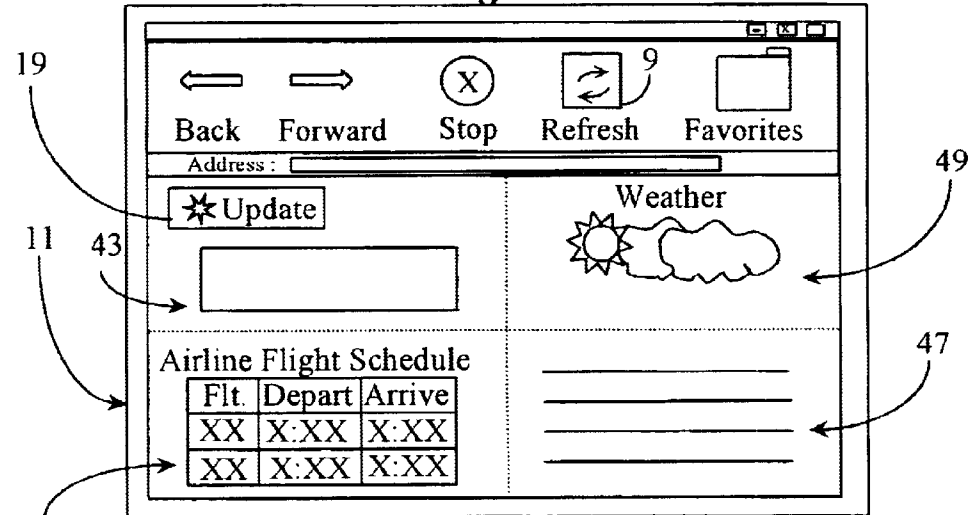 19
9
X
Back Forward Stop Refresh Favorites
Address :
49
Update
Weather
11
43
Airline Flight Schedule
47
Flt. Depart Arrive
XX X:XX X:XX
XX X:XX X:XX